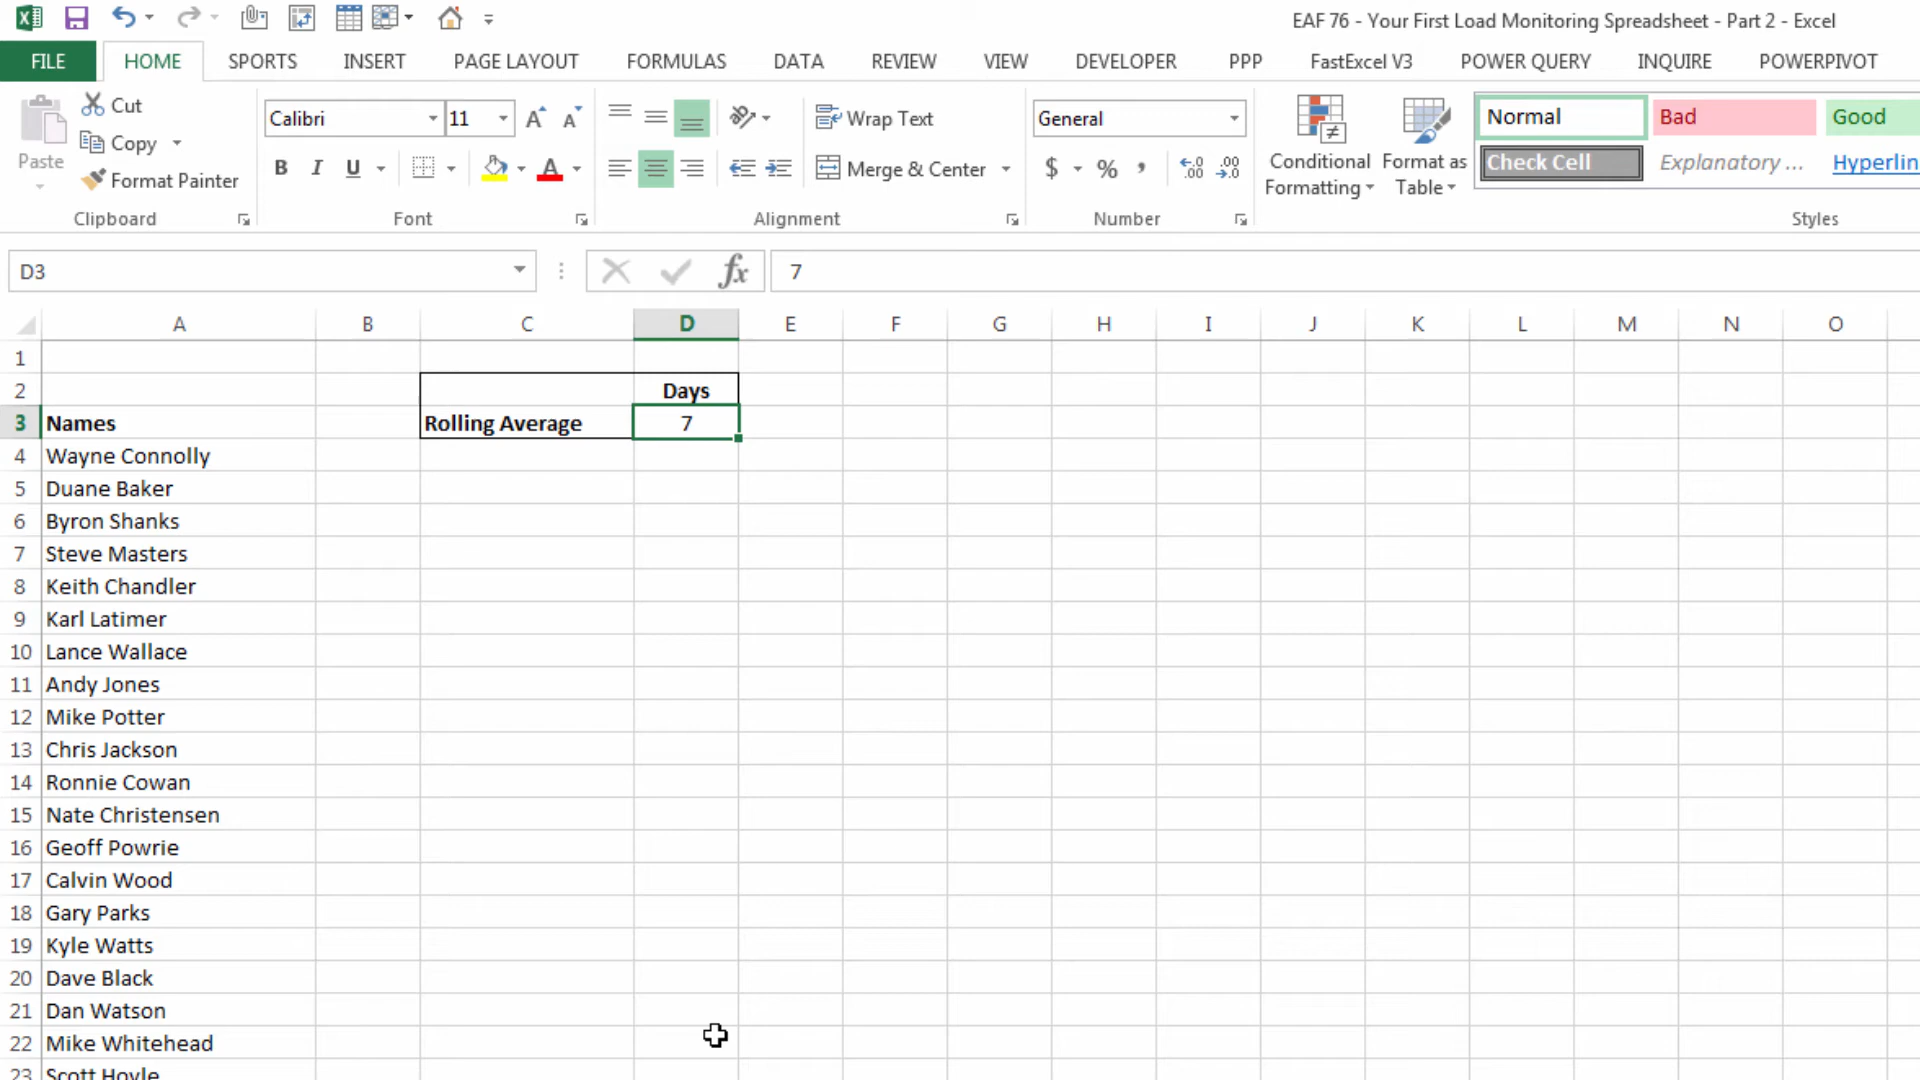 EAF 76 - Your First Load Monitoring Spreadsheet - Part 2 - Excel
FILE HOME SPORTS INSERT PAGE LAYOUT FORMULAS DATA REVIEW VIEW DEVELOPER PPP FastExcel V3 POWER QUERY INQUIRE POWERPIVOT
Paste
Cut
Copy
Format Painter
Clipboard
Calibri 11
B I U A
Font
Wrap Text
Merge & Center
Alignment
General
$ % , .0 .00 .00 .0
Number
Conditional Formatting
Format as Table
Normal Bad Good
Check Cell Explanatory ... Hyperlin
Styles
D3 fx 7
A B C D E F G H I J K L M N O
1
2 Days
3 Names Rolling Average 7
4 Wayne Connolly
5 Duane Baker
6 Byron Shanks
7 Steve Masters
8 Keith Chandler
9 Karl Latimer
10 Lance Wallace
11 Andy Jones
12 Mike Potter
13 Chris Jackson
14 Ronnie Cowan
15 Nate Christensen
16 Geoff Powrie
17 Calvin Wood
18 Gary Parks
19 Kyle Watts
20 Dave Black
21 Dan Watson
22 Mike Whitehead
23 Scott Hoyle